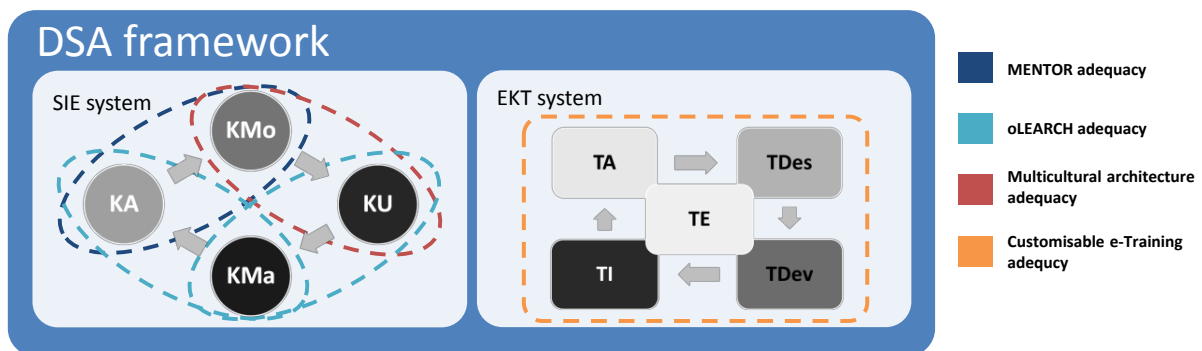 DSA framework
SIE system
KMo
KA
KU
KMa
EKT system
TA
TDes
TE
TI
TDev
MENTOR adequacy
oLEARCH adequacy
Multicultural architecture
adequacy
Customisable e-Training
adequcy